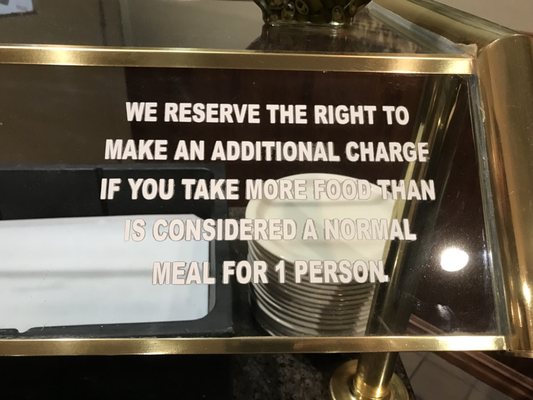 WE RESERVE THE RIGHT TO
MAKE AN ADDITIONAL CHARGE
IF YOU TAKE MORE FOOD THAN
IS CONSIDERED A NORMAL
MEAL FOR 1 PERSON.